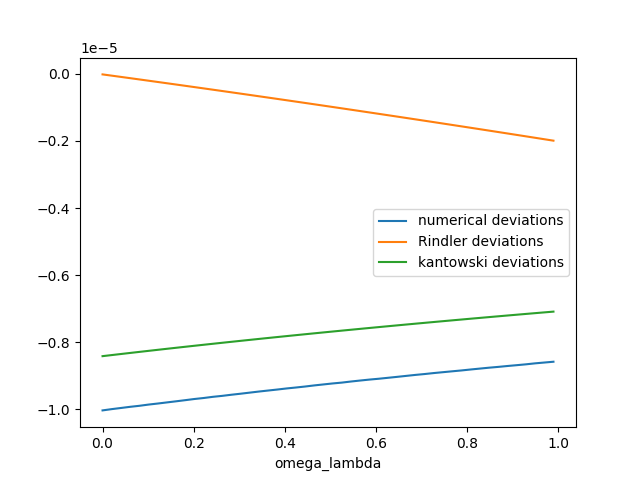 1e−5
0.0
−0.2
−0.4
−0.6
−0.8
−1.0
numerical deviations
Rindler deviations
kantowski deviations
0.0 0.2 0.4 0.6 0.8 1.0
omega_lambda